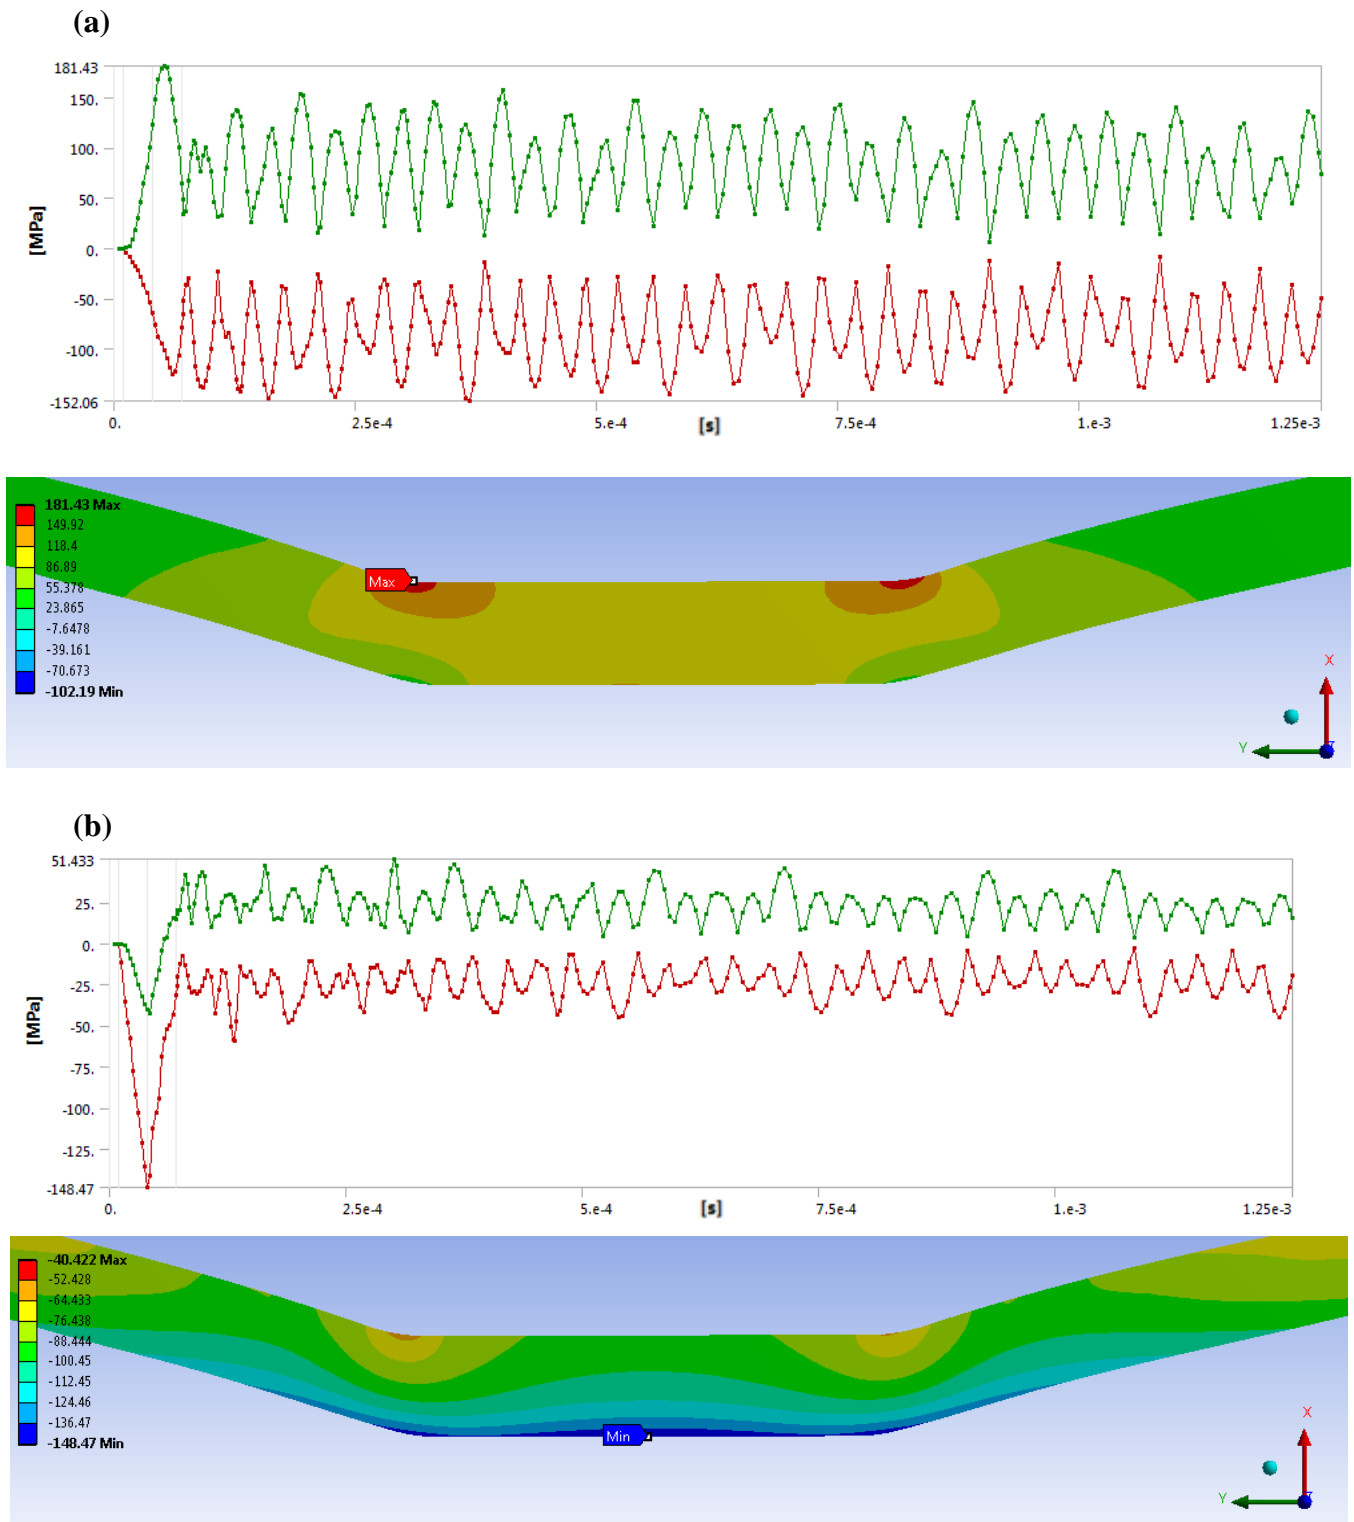 (a)
181.43
150.
100.
50.
0.
-50.
-100.
-152.06
[MPa]
0.
2.5e-4
5.e-4
[s]
7.5e-4
1.e-3
1.25e-3
181.43 Max
149.92
118.4
86.89
55.378
23.865
-7.6478
-39.161
-70.673
-102.19 Min
Max
X
Y
Z
(b)
51.433
25.
0.
-25.
-50.
-75.
-100.
-125.
-148.47
[MPa]
0.
2.5e-4
5.e-4
[s]
7.5e-4
1.e-3
1.25e-3
-40.422 Max
-52.428
-64.433
-76.438
-88.444
-100.45
-112.45
-124.46
-136.47
-148.47 Min
Min
X
Y
Z